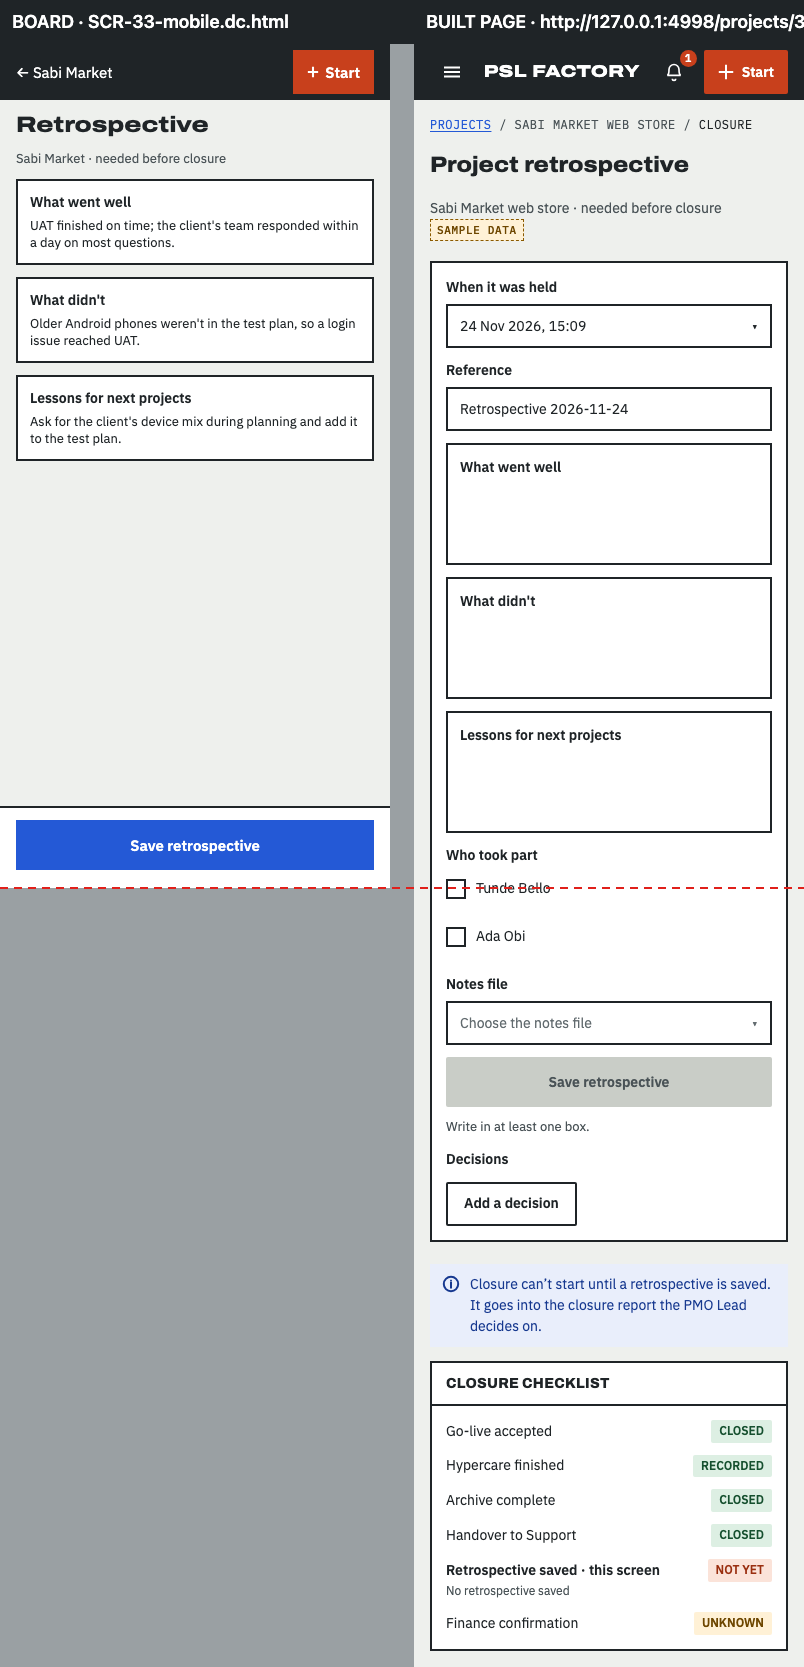 BOARD · SCR-33-mobile.dc.html
← Sabi Market
+ Start
Retrospective
Sabi Market · needed before closure
What went well
UAT finished on time; the client's team responded within
a day on most questions.
What didn't
Older Android phones weren't in the test plan, so a login
issue reached UAT.
Lessons for next projects
Ask for the client's device mix during planning and add it
to the test plan.
Save retrospective
BUILT PAGE · http://127.0.0.1:4998/projects/3
PSL FACTORY
1
+ Start
PROJECTS / SABI MARKET WEB STORE / CLOSURE
Project retrospective
Sabi Market web store · needed before closure
SAMPLE DATA
When it was held
24 Nov 2026, 15:09
Reference
Retrospective 2026-11-24
What went well
What didn't
Lessons for next projects
Who took part
Tunde Bello
Ada Obi
Notes file
Choose the notes file
Save retrospective
Write in at least one box.
Decisions
Add a decision
Closure can’t start until a retrospective is saved.
It goes into the closure report the PMO Lead
decides on.
CLOSURE CHECKLIST
Go-live accepted CLOSED
Hypercare finished RECORDED
Archive complete CLOSED
Handover to Support CLOSED
Retrospective saved · this screen NOT YET
No retrospective saved
Finance confirmation UNKNOWN